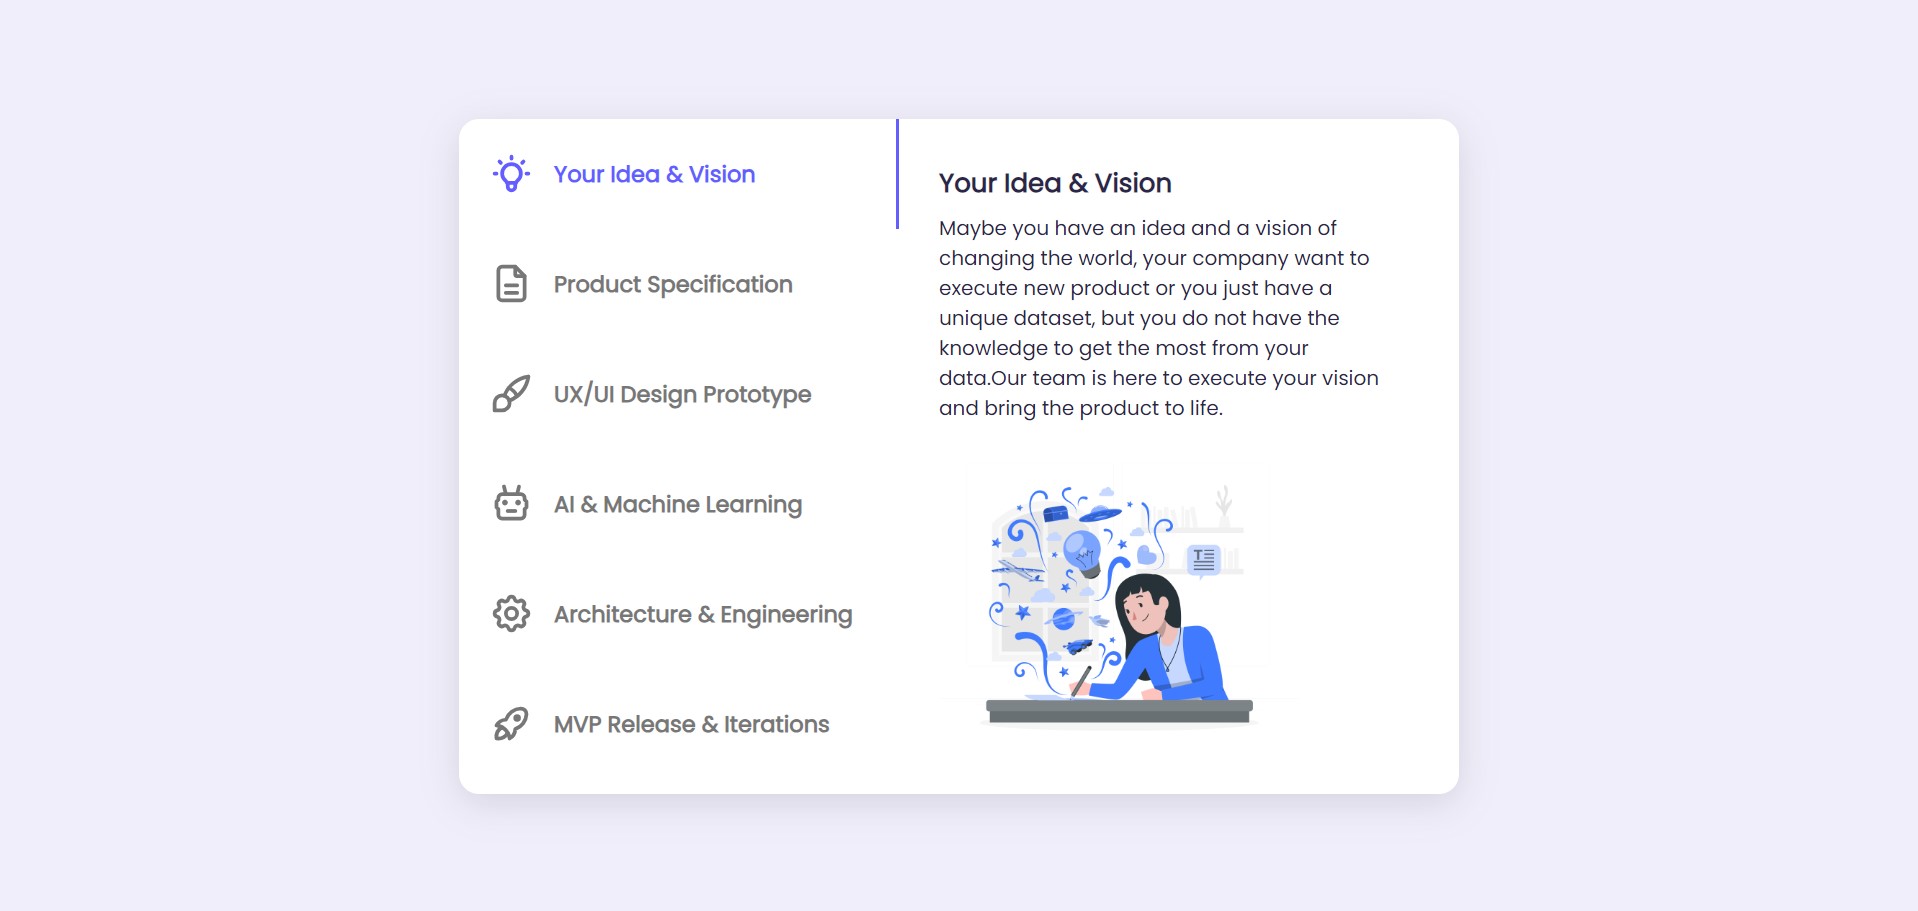 Your Idea & Vision
Product Specification
UX/UI Design Prototype
AI & Machine Learning
Architecture & Engineering
MVP Release & Iterations
Your Idea & Vision
Maybe you have an idea and a vision of
changing the world, your company want to
execute new product or you just have a
unique dataset, but you do not have the
knowledge to get the most from your
data.Our team is here to execute your vision
and bring the product to life.
T